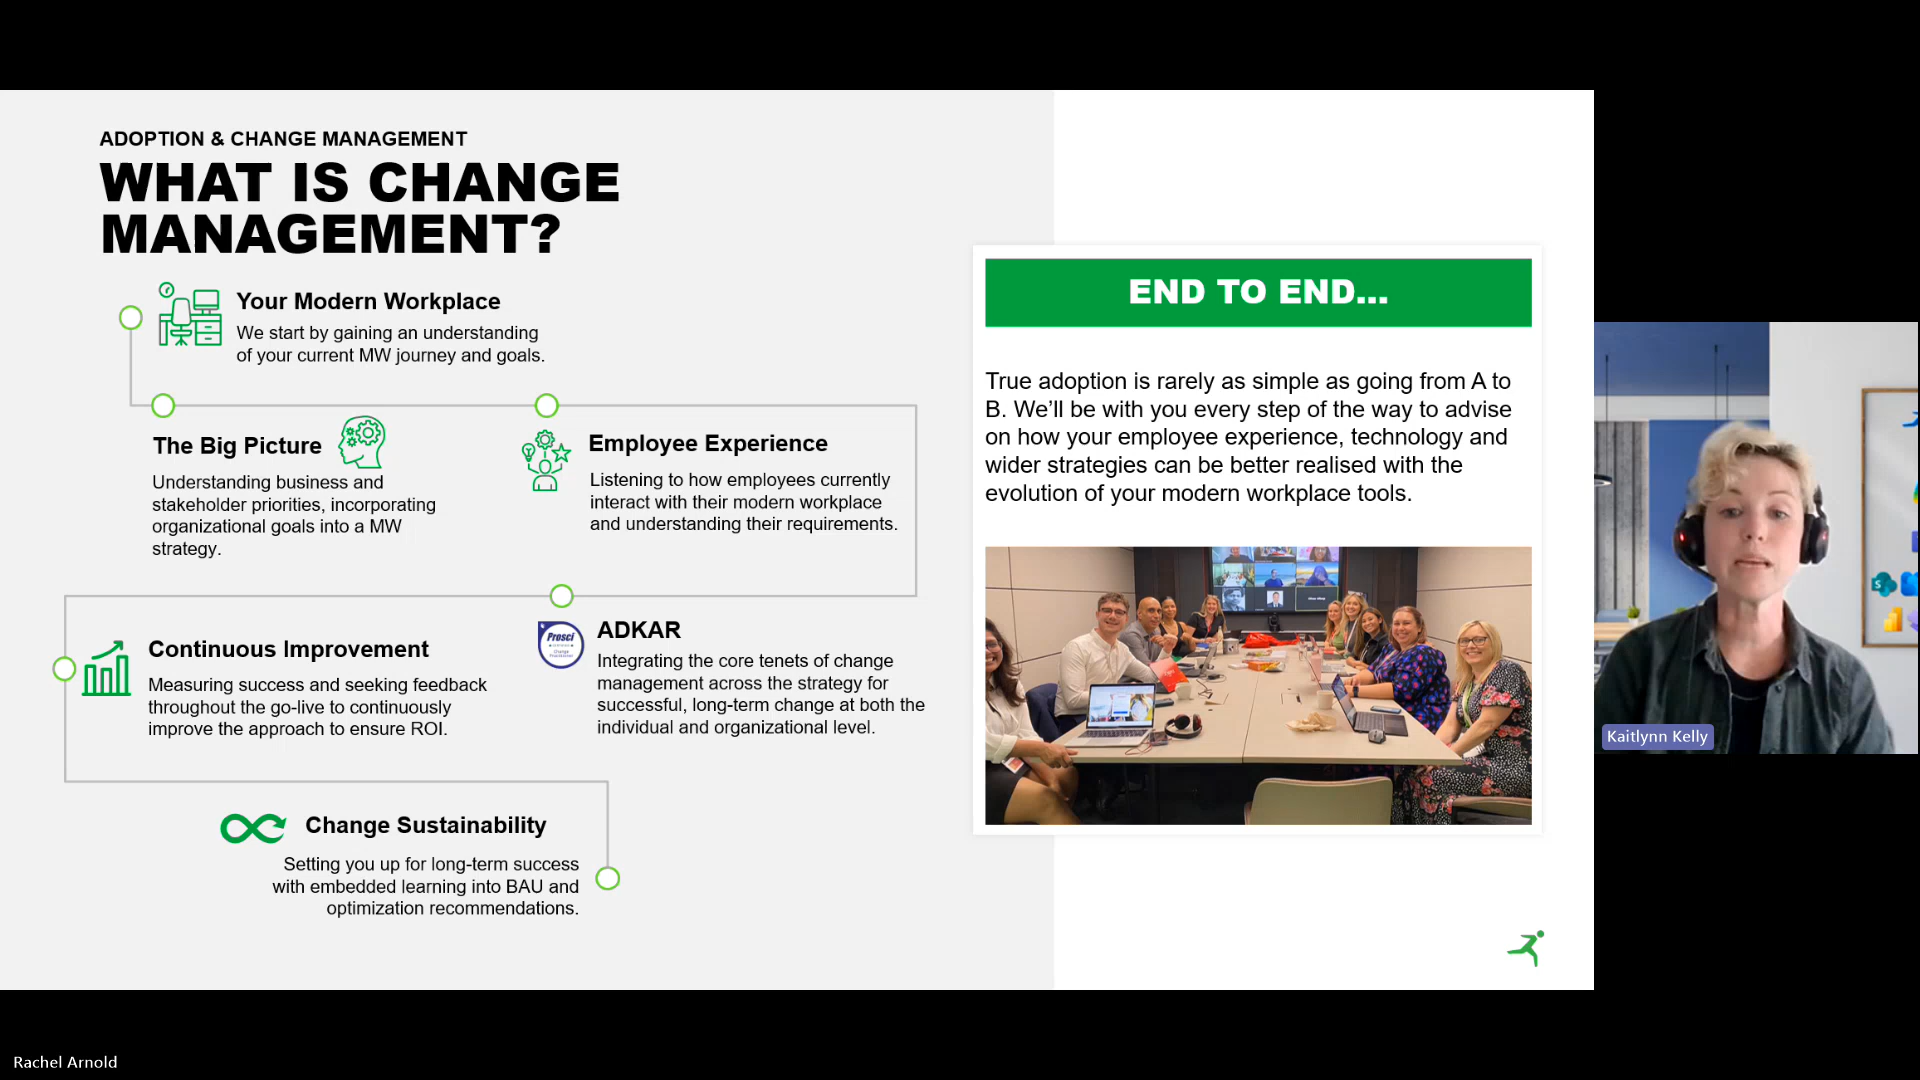 ADOPTION & CHANGE MANAGEMENT
WHAT IS CHANGE
MANAGEMENT?
Your Modern Workplace
We start by gaining an understanding
of your current MW journey and goals.
The Big Picture
Understanding business and
stakeholder priorities, incorporating
organizational goals into a MW
strategy.
Employee Experience
Listening to how employees currently
interact with their modern workplace
and understanding their requirements.
Prosci
ADKAR
Integrating the core tenets of change
management across the strategy for
successful, long-term change at both the
individual and organizational level.
Continuous Improvement
Measuring success and seeking feedback
throughout the go-live to continuously
improve the approach to ensure ROI.
Change Sustainability
Setting you up for long-term success
with embedded learning into BAU and
optimization recommendations.
END TO END...
True adoption is rarely as simple as going from A to
B. We’ll be with you every step of the way to advise
on how your employee experience, technology and
wider strategies can be better realised with the
evolution of your modern workplace tools.
S
Kaitlynn Kelly
Rachel Arnold